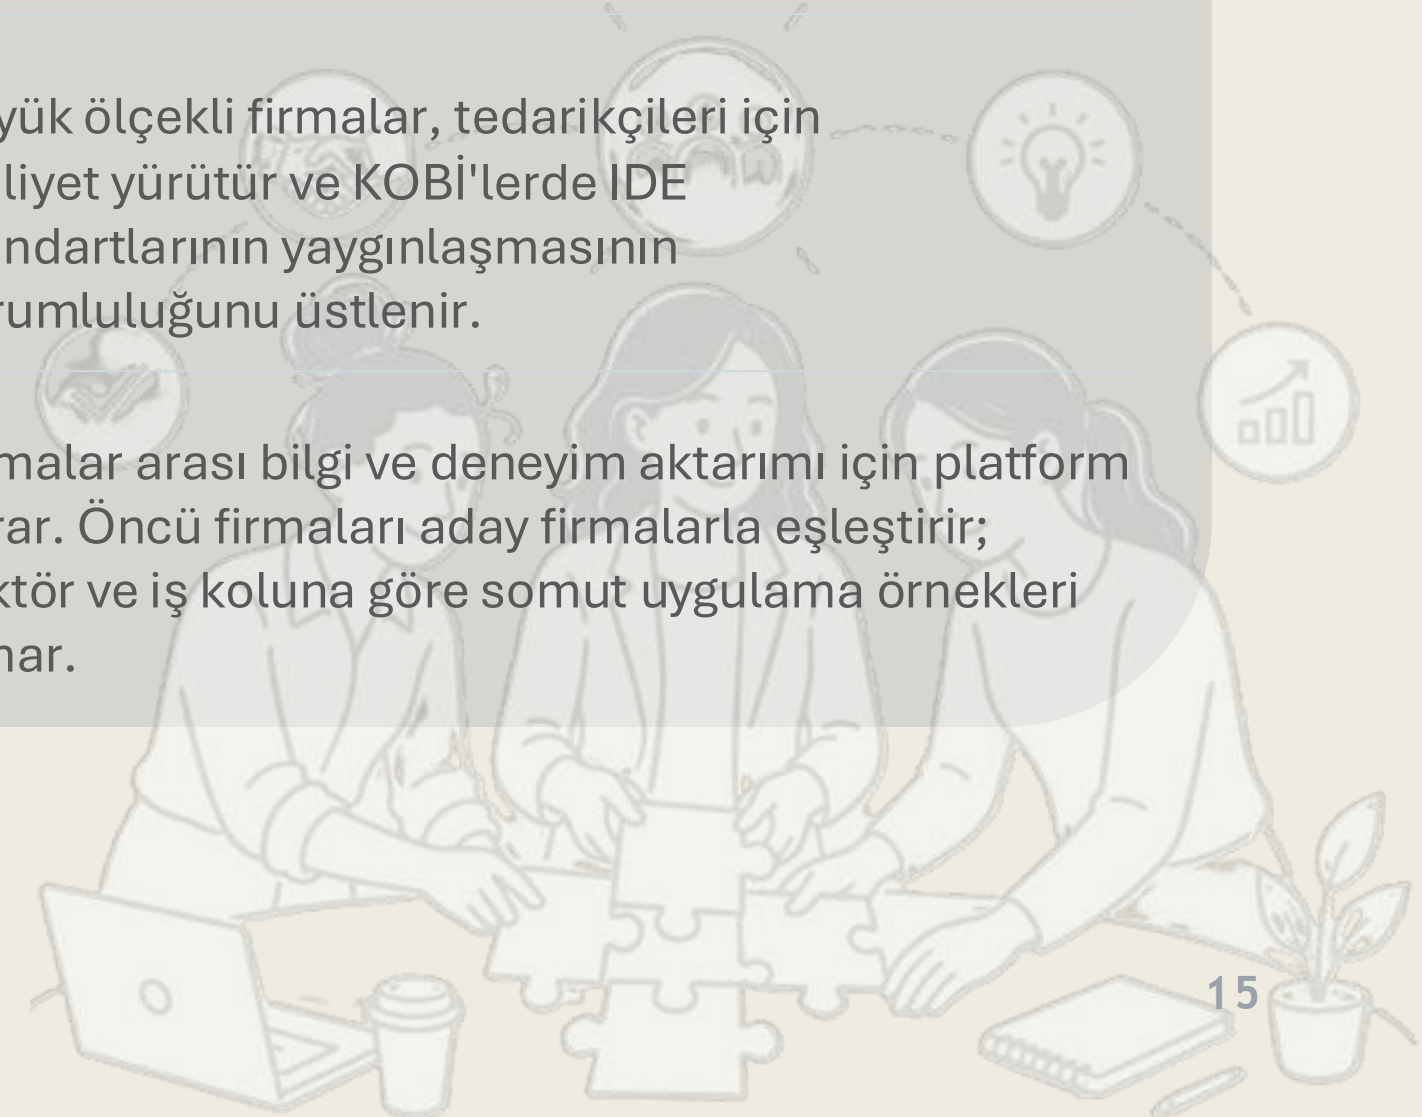 yük ölçekli firmalar, tedarikçileri için
liyet yürütür ve KOBİ'lerde IDE
ndartlarının yaygınlaşmasının
rumluluğunu üstlenir.
malar arası bilgi ve deneyim aktarımı için platform
rar. Öncü firmaları aday firmalarla eşleştirir;
ktör ve iş koluna göre somut uygulama örnekleri
nar.
15